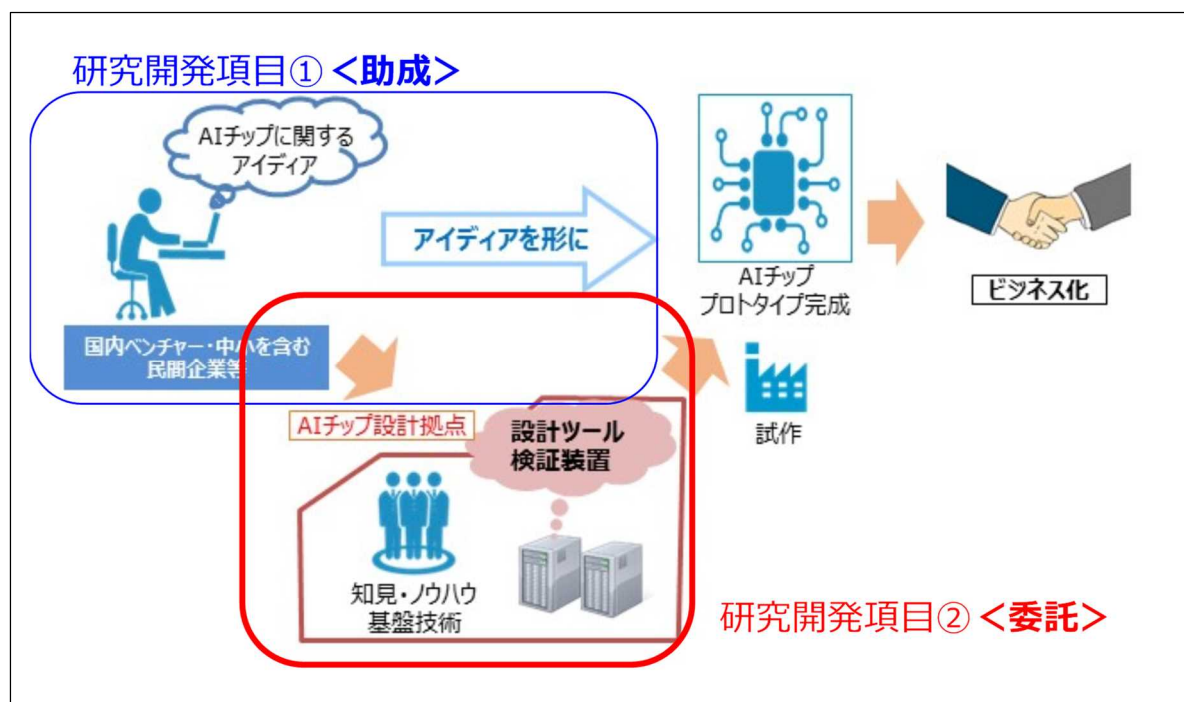 研究開発項目① <助成>
AIチップに関する
アイディア
アイディアを形に
国内ベンチャー・中小を含む
民間企業等
AIチップ
プロトタイプ完成
ビジネス化
試作
AIチップ設計拠点
設計ツール
検証装置
知見・ノウハウ
基盤技術
研究開発項目② <委託>